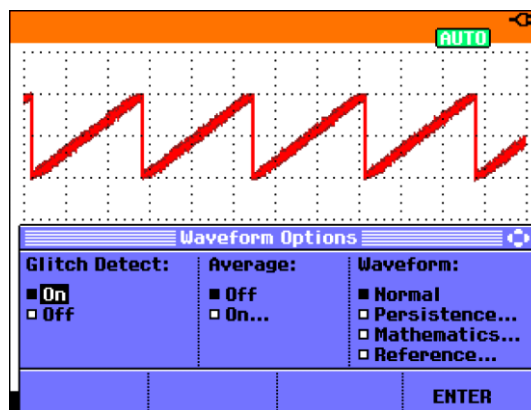 AUTO
Waveform Options
Glitch Detect:
On
Off
Average:
Off
On...
Waveform:
Normal
Persistence...
Mathematics...
Reference...
ENTER